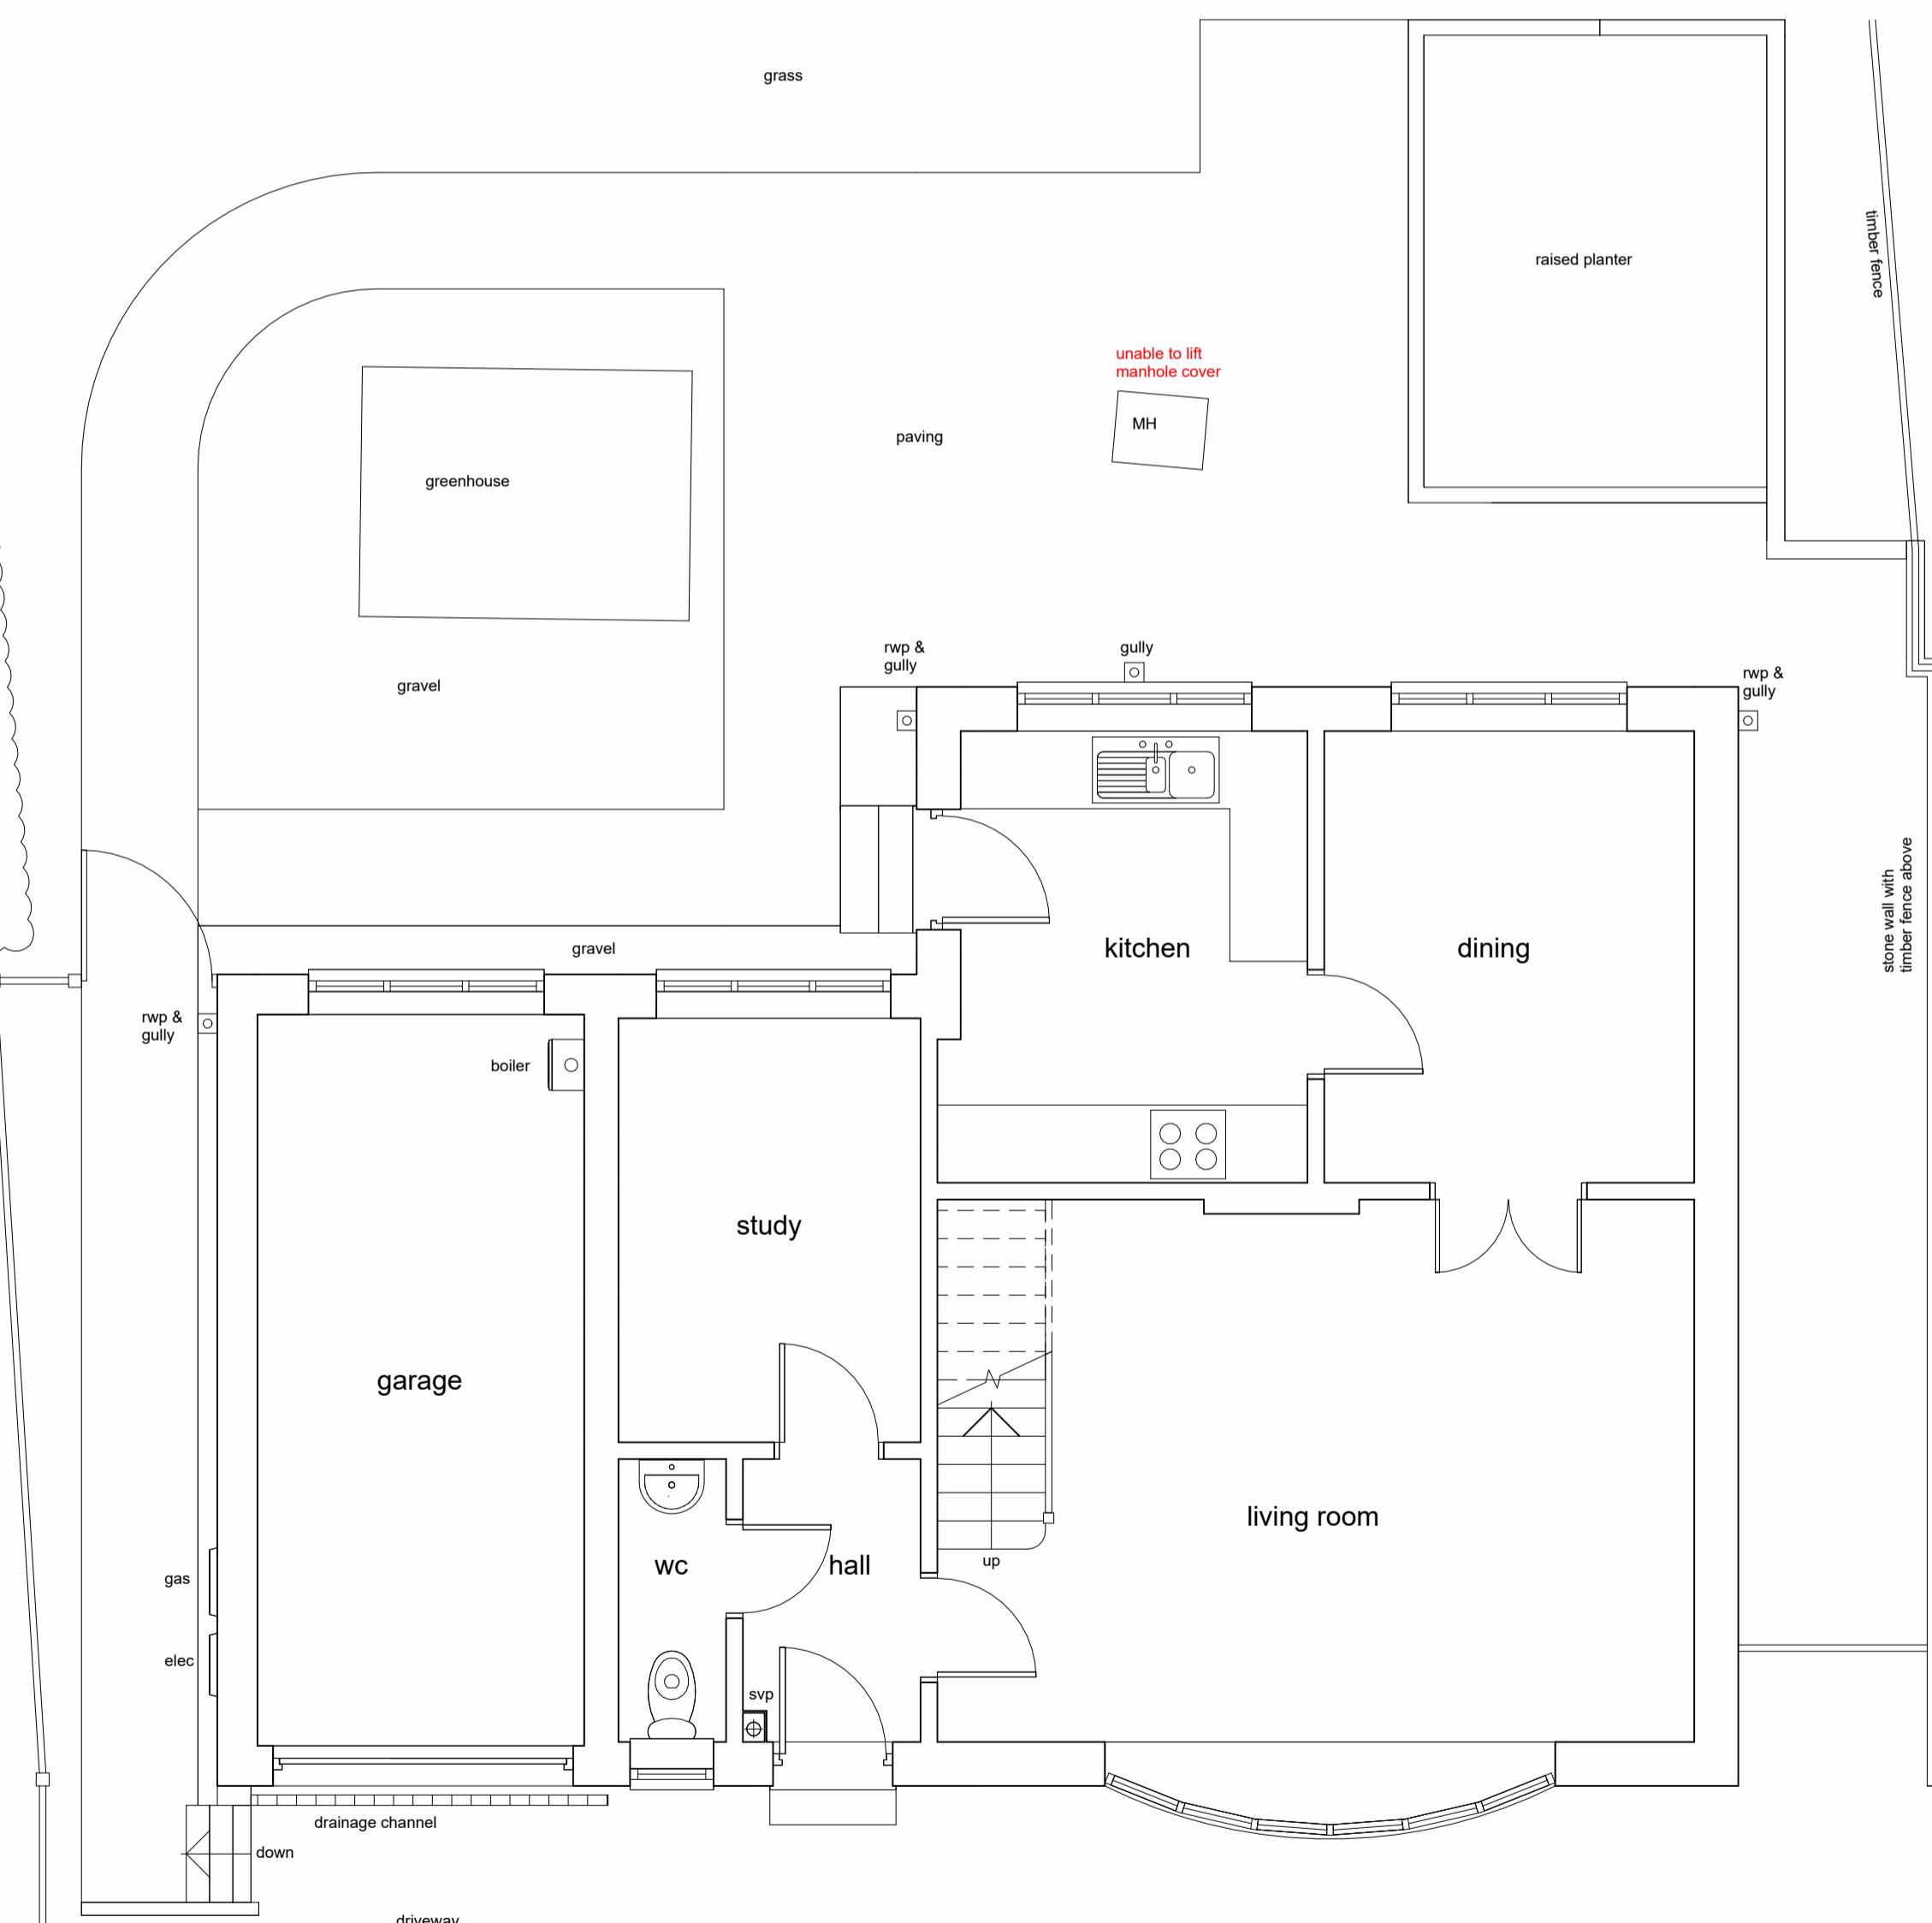 grass
timber fence
raised planter
unable to lift
manhole cover
MH
paving
greenhouse
rwp &
gully
gully
rwp &
gully
gravel
stone wall with
timber fence above
gravel
kitchen
dining
rwp &
gully
boiler
study
garage
living room
up
wc
hall
gas
elec
svp
drainage channel
down
driveway